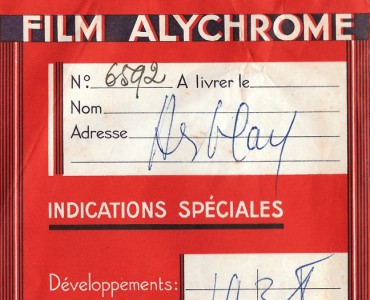 FILM ALYCHROME
N°: 6592 A livrer le
Nom
Adresse
INDICATIONS SPÉCIALES
Développements: